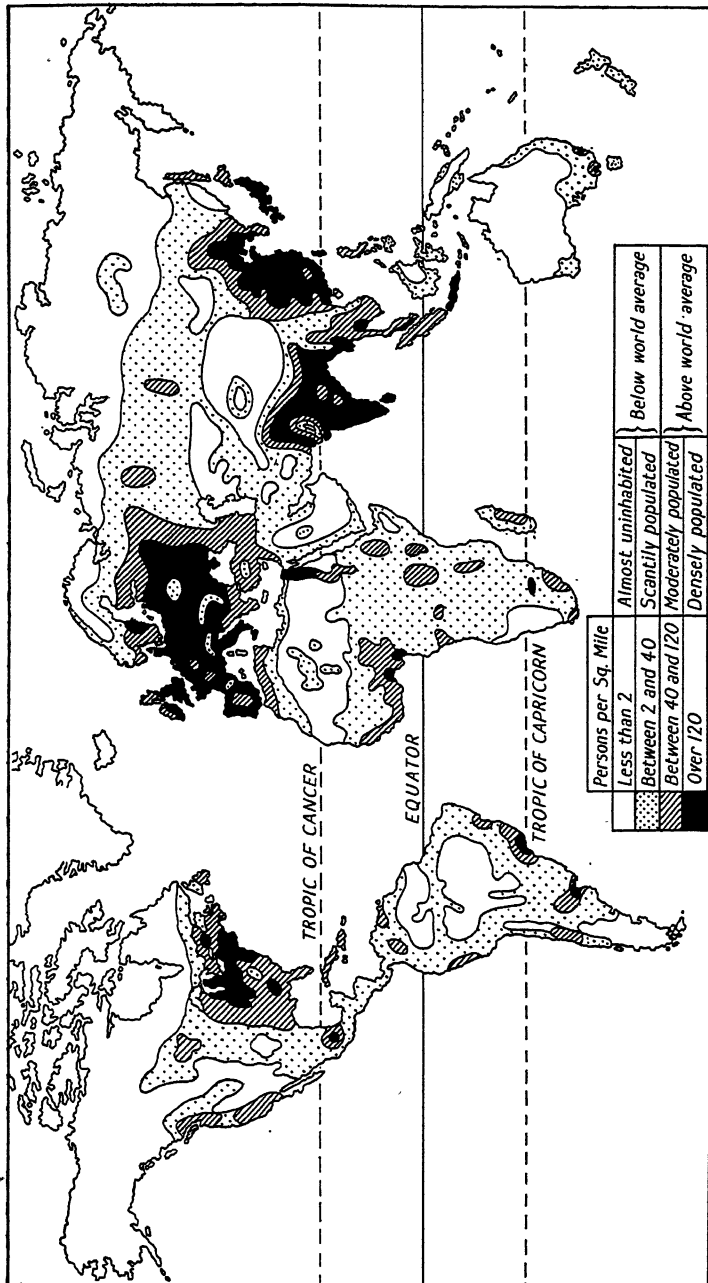 TROPIC OF CANCER
EQUATOR
TROPIC OF CAPRICORN
Persons per Sq. Mile
Less than 2 Almost uninhabited } Below world average
Between 2 and 40 Scantily populated
Between 40 and 120 Moderately populated } Above world average
Over 120 Densely populated